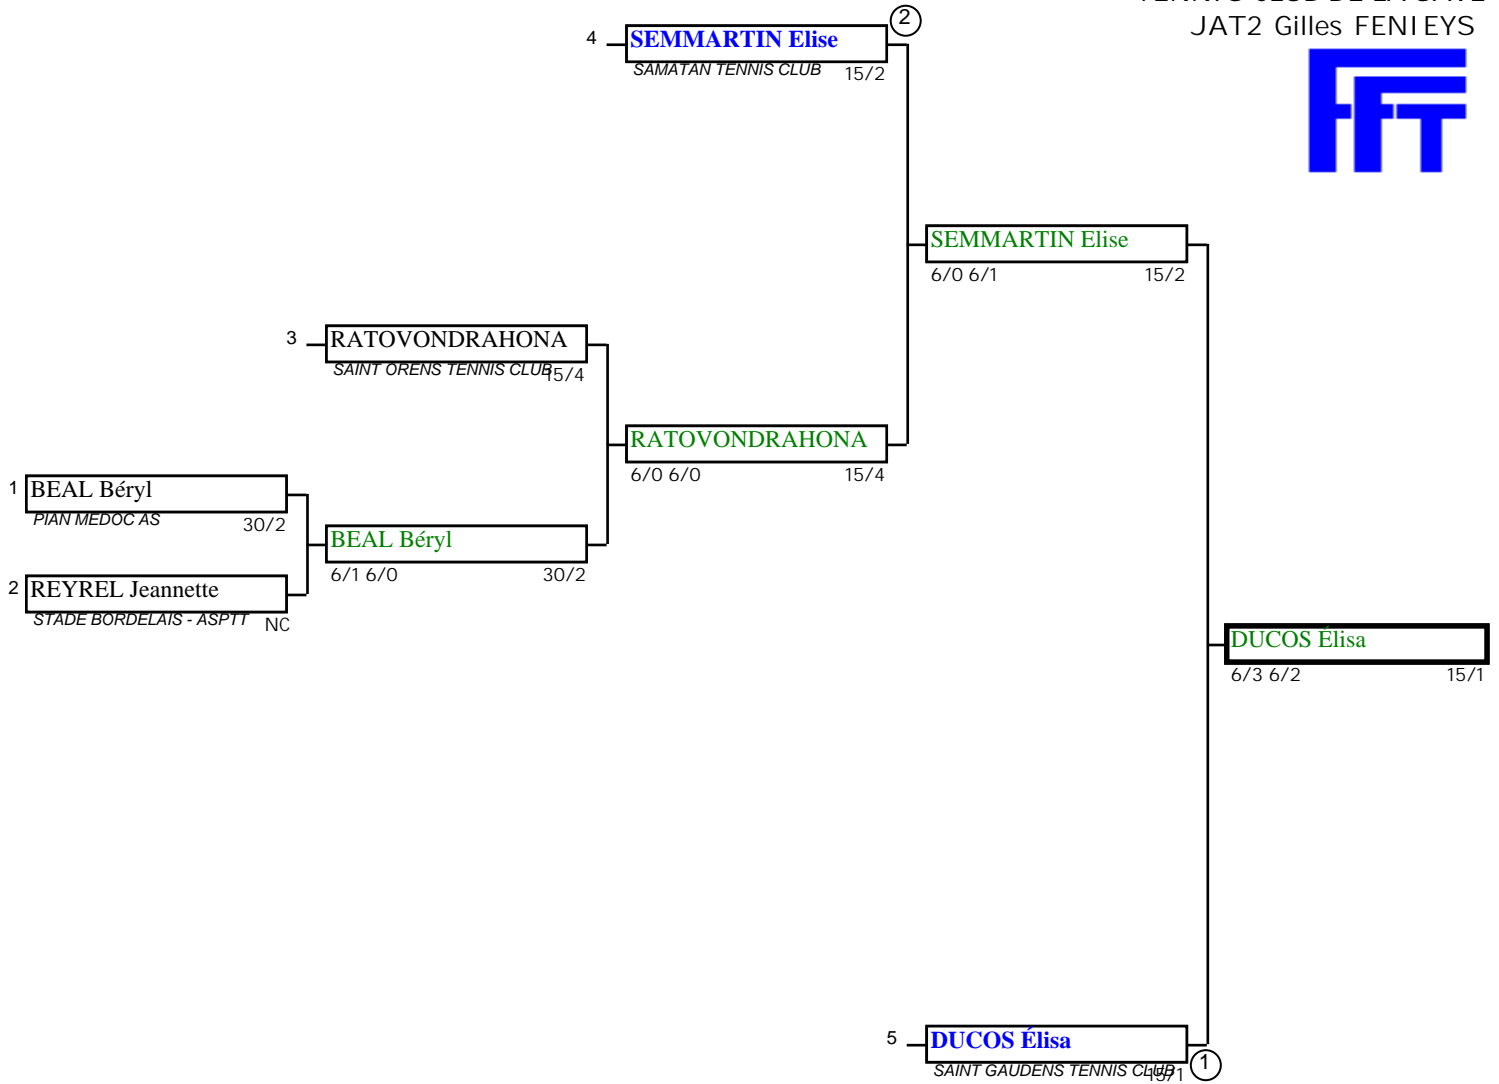 JAT2 Gilles FENIEYS
FFT
2
4 SEMMARTIN Elise
SAMATAN TENNIS CLUB 15/2
SEMMARTIN Elise
6/0 6/1 15/2
3 RATOVONDRAHONA
SAINT ORENS TENNIS CLUB 15/4
RATOVONDRAHONA
6/0 6/0 15/4
1 BEAL Béryl
PIAN MEDOC AS 30/2
BEAL Béryl
6/1 6/0 30/2
2 REYREL Jeannette
STADE BORDELAIS - ASPTT NC
DUCOS Élisa
6/3 6/2 15/1
5 DUCOS Élisa
SAINT GAUDENS TENNIS CLUB 15/1
1